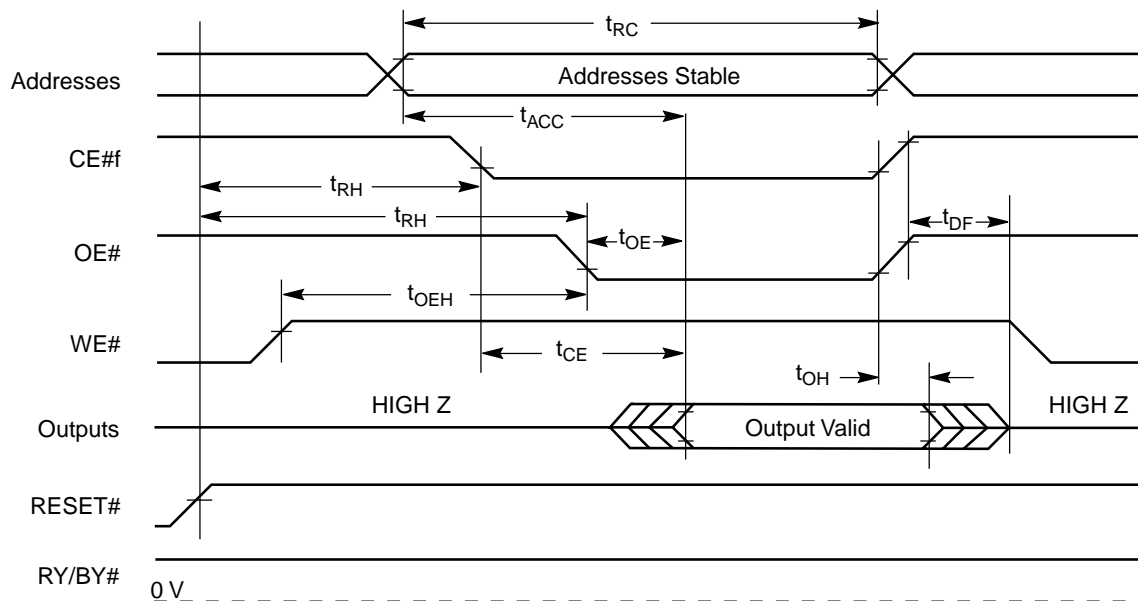 tRC
Addresses
Addresses Stable
tACC
CE#f
tRH
tRH
tOE
tDF
OE#
tOEH
WE#
tCE
tOH
HIGH Z
HIGH Z
Outputs
Output Valid
RESET#
RY/BY#
0 V